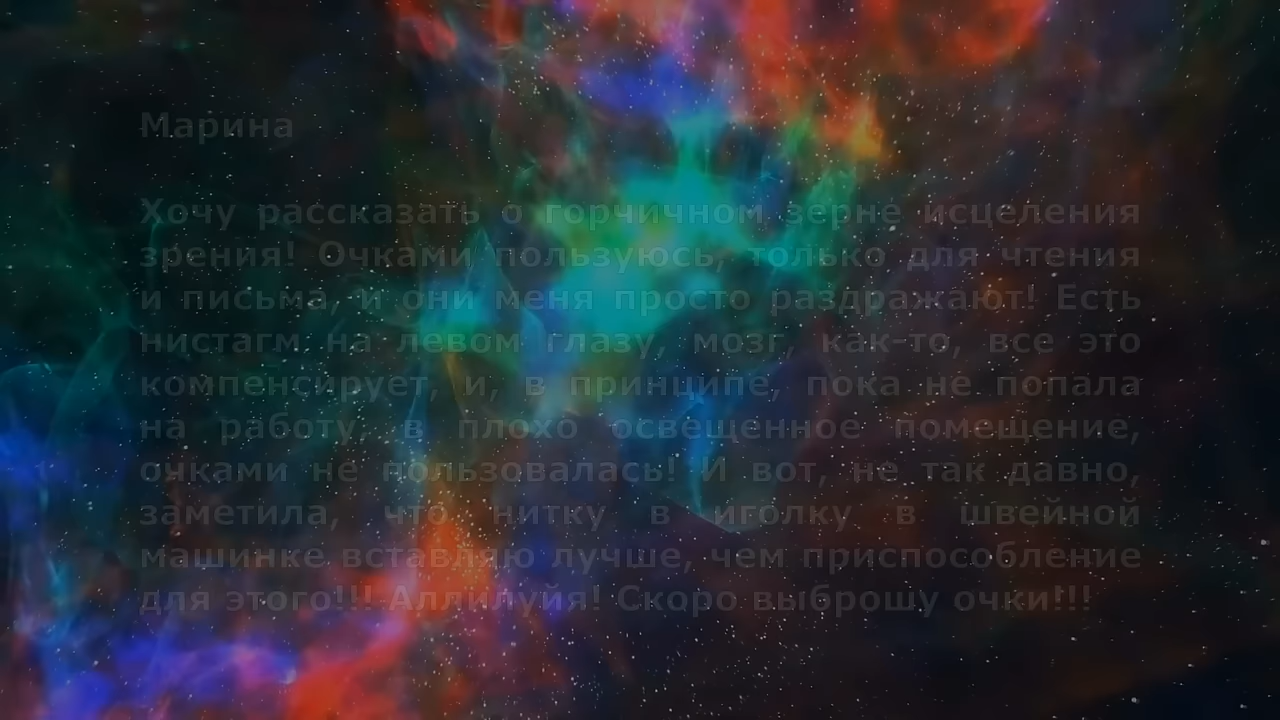 Марина
Хочу рассказать о горчичном зерне исцеления
зрения! Очками пользуюсь, только для чтения
и письма, и они меня просто раздражают! Есть
нистагм на левом глазу, мозг, как-то, все это
компенсирует и, в принципе, пока не попала
на работу в плохо освещенное помещение,
очками не пользовалась! И вот, не так давно,
заметила, что нитку в иголку в швейной
машинке вставляю лучше, чем приспособление
для этого!!! Аллилуйя! Скоро выброшу очки!!!